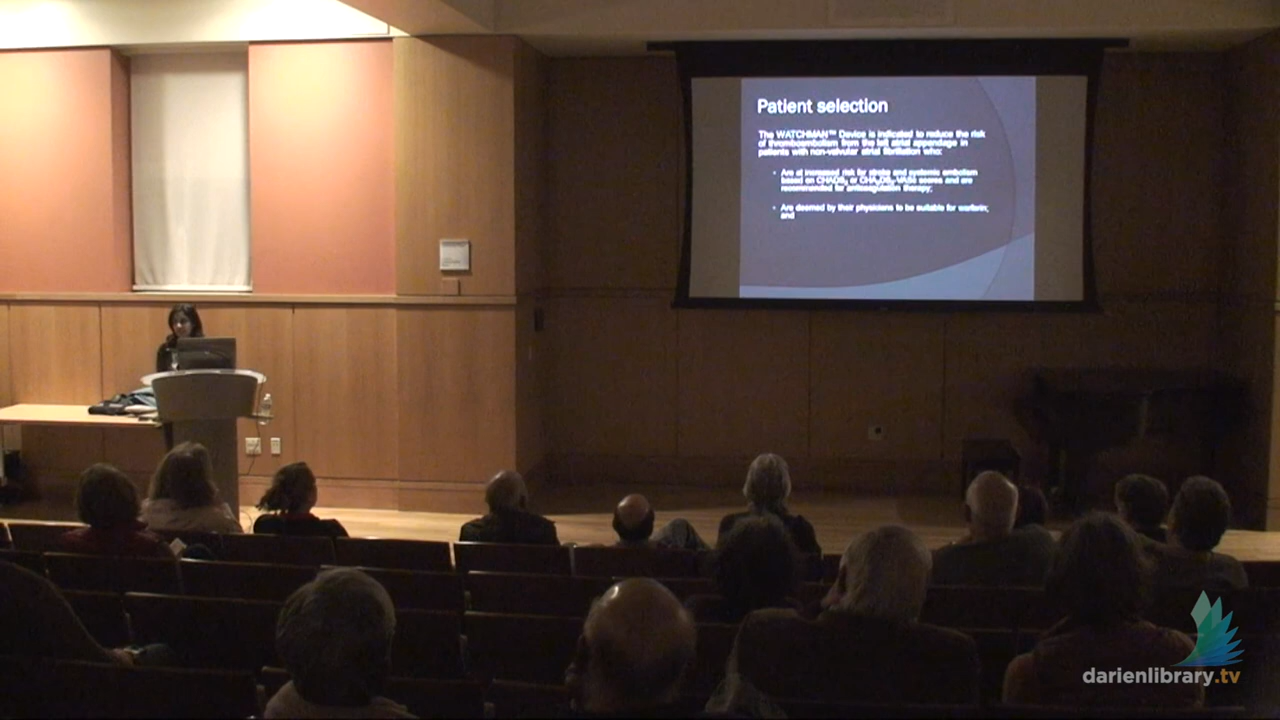 Patient selection
The WATCHMAN™ Device is indicated to reduce the risk
of thromboembolism from the left atrial appendage in
patients with non-valvular atrial fibrillation who:
• Are at increased risk for stroke and systemic embolism
based on CHADS₂ or CHA₂DS₂-VASc scores and are
recommended for anticoagulation therapy;
• Are deemed by their physicians to be suitable for warfarin;
and
darienlibrary.tv